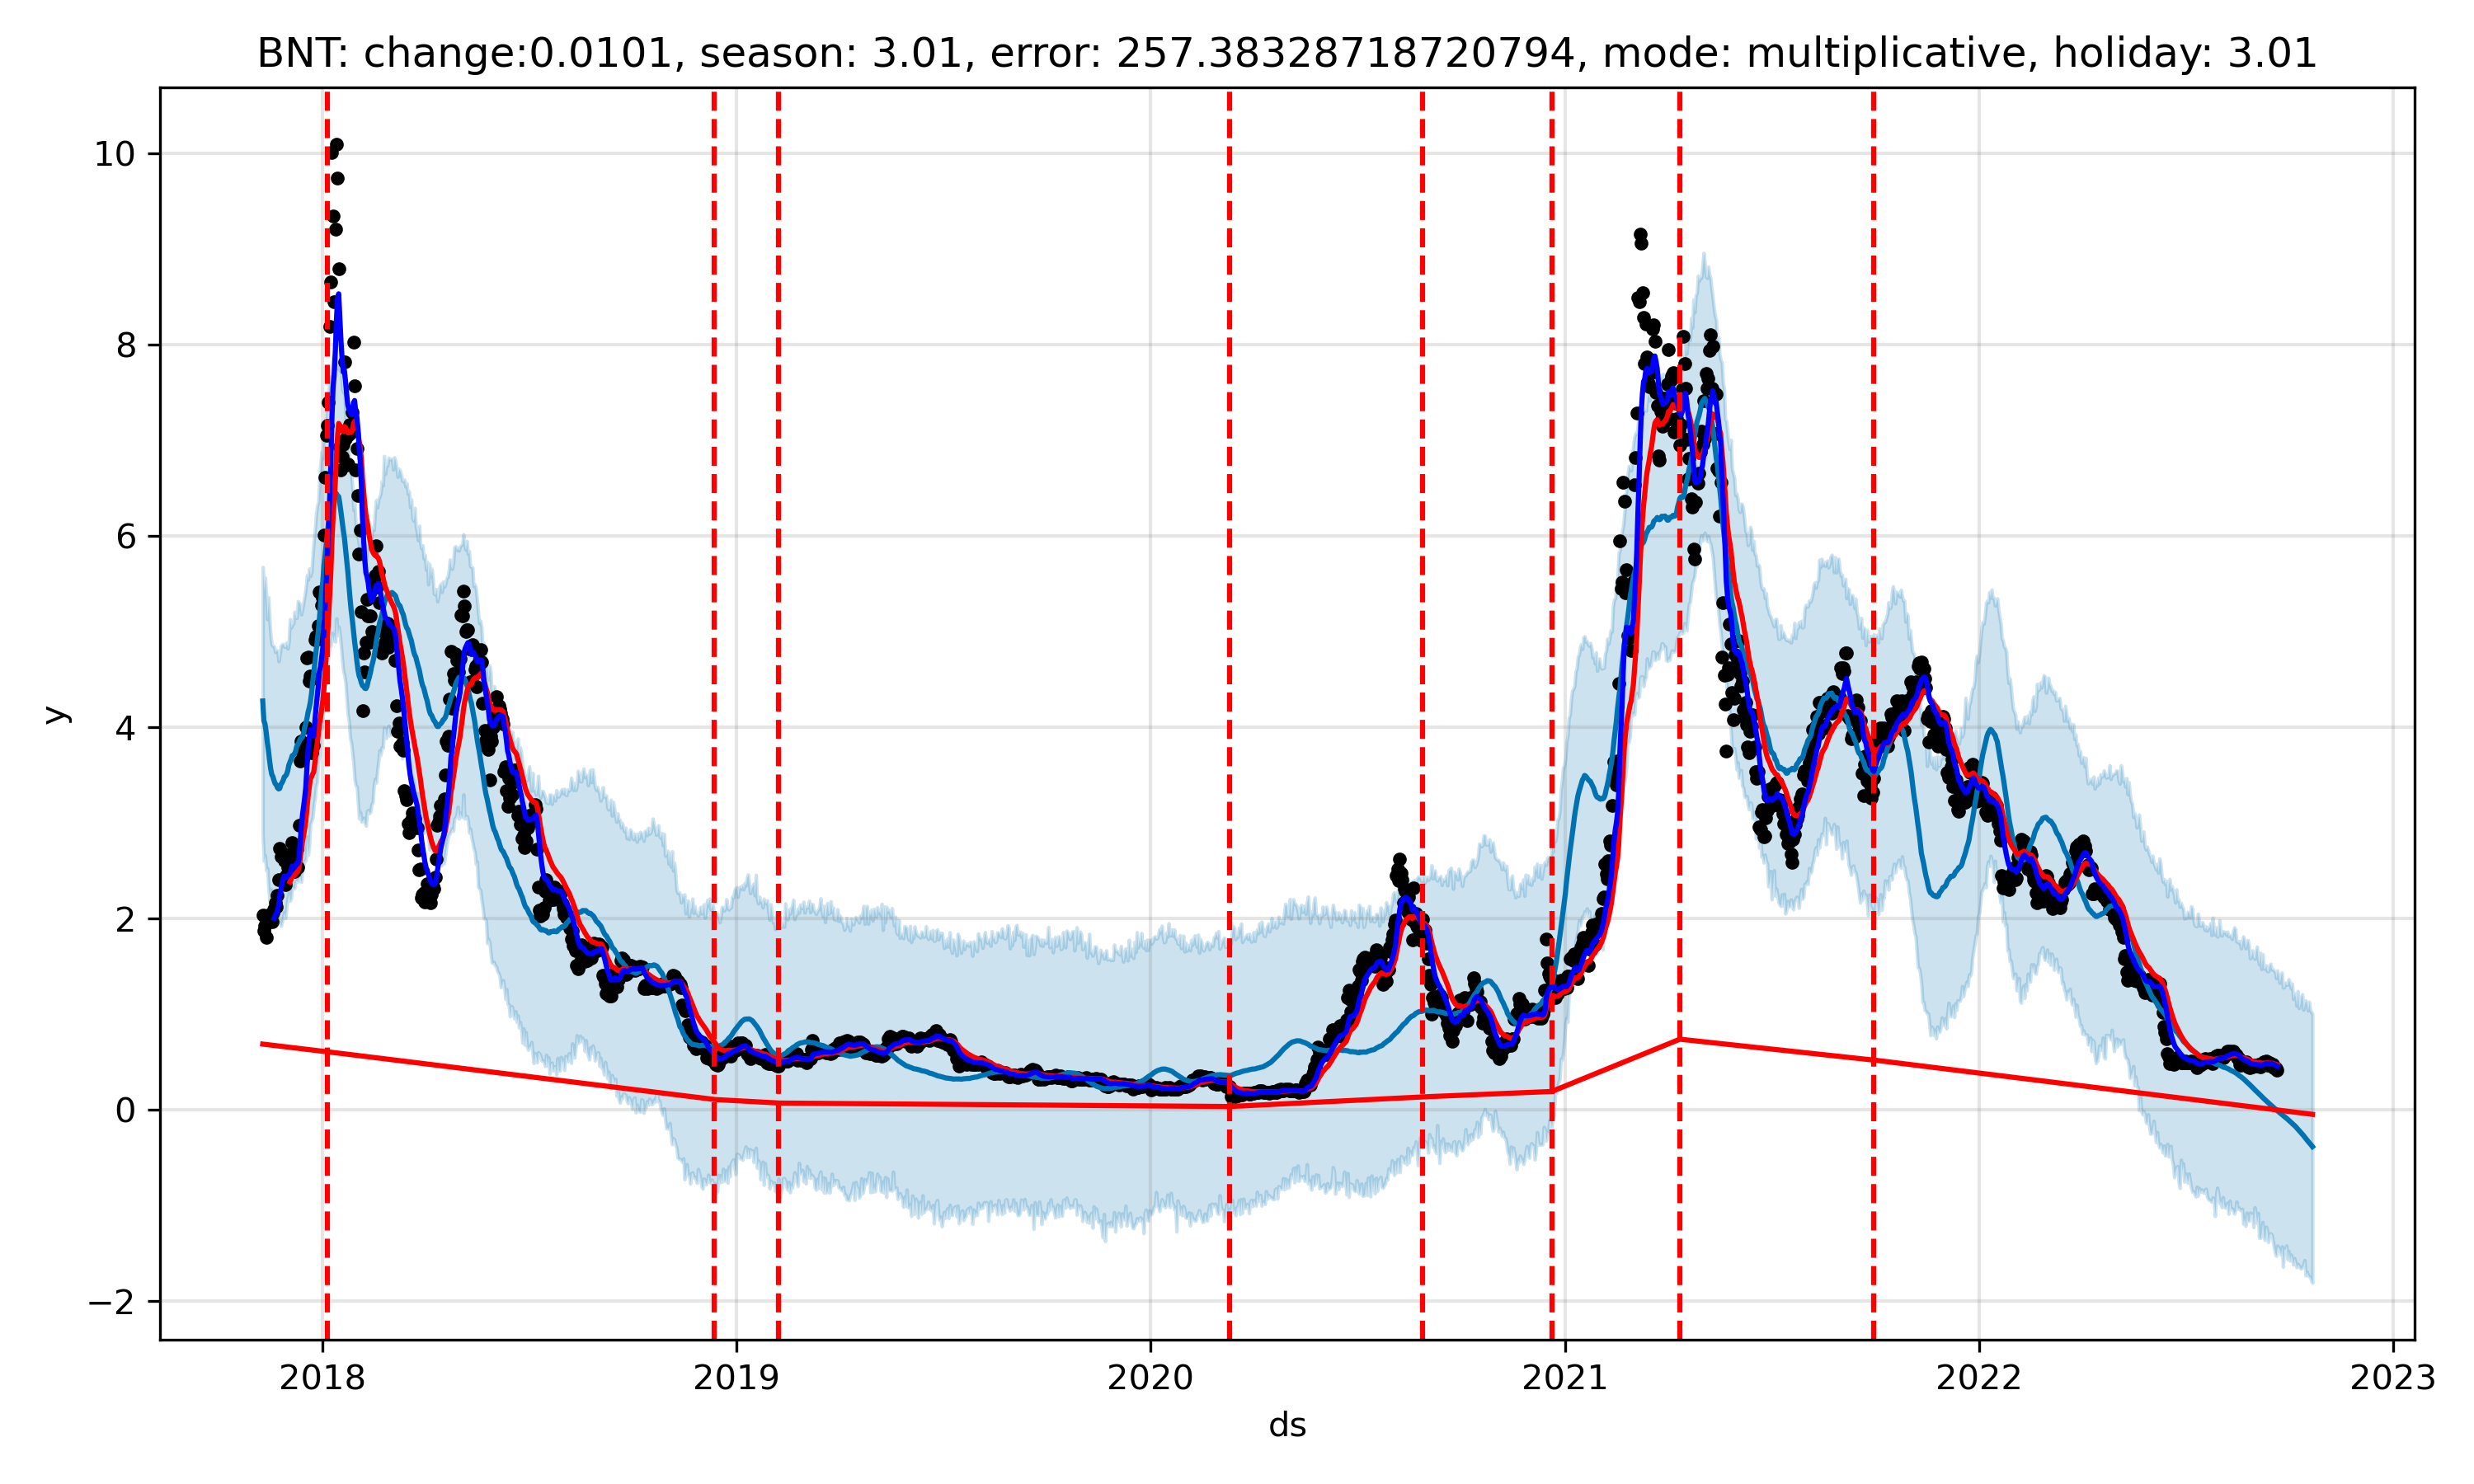 BNT: change:0.0101, season: 3.01, error: 257.38328718720794, mode: multiplicative, holiday: 3.01
10
8
6
4
2
0
−2
y
2018 2019 2020 2021 2022 2023
ds